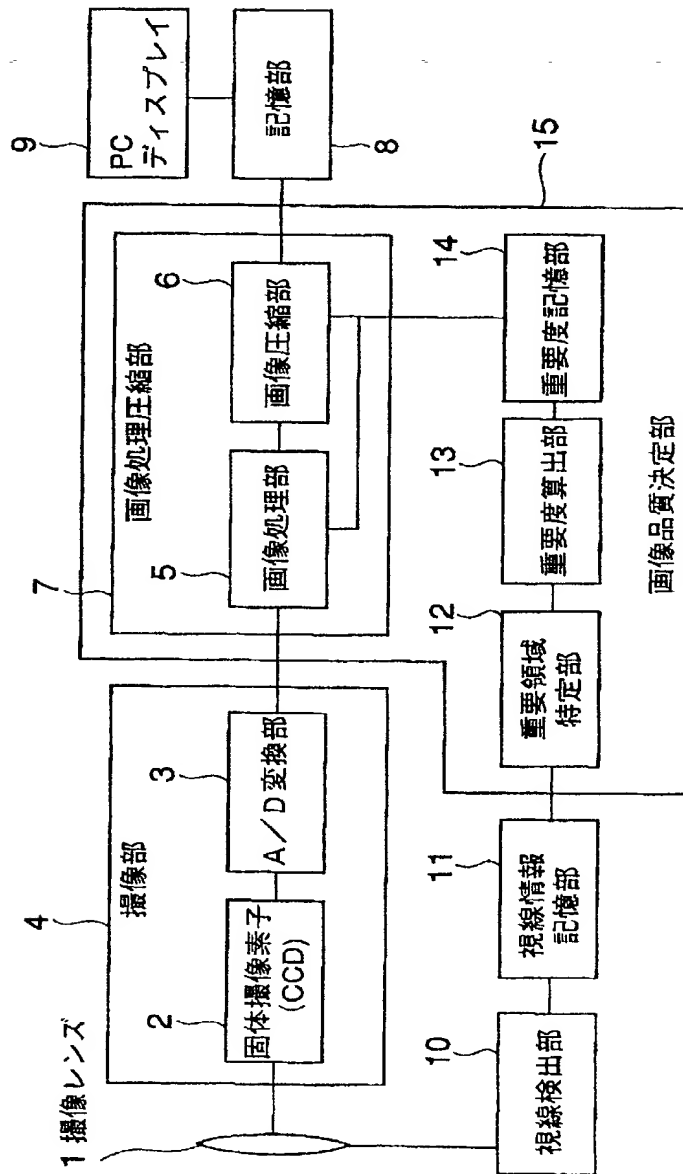 1 撮像レンズ
4
撮像部
2
固体撮像素子
(CCD)
3
A/D変換部
7
画像処理圧縮部
5
画像処理部
6
画像圧縮部
9
PC
ディスプレイ
記憶部
8
10
視線検出部
11
視線情報
記憶部
12
重要領域
特定部
13
重要度算出部
14
重要度記憶部
15
画像品質決定部